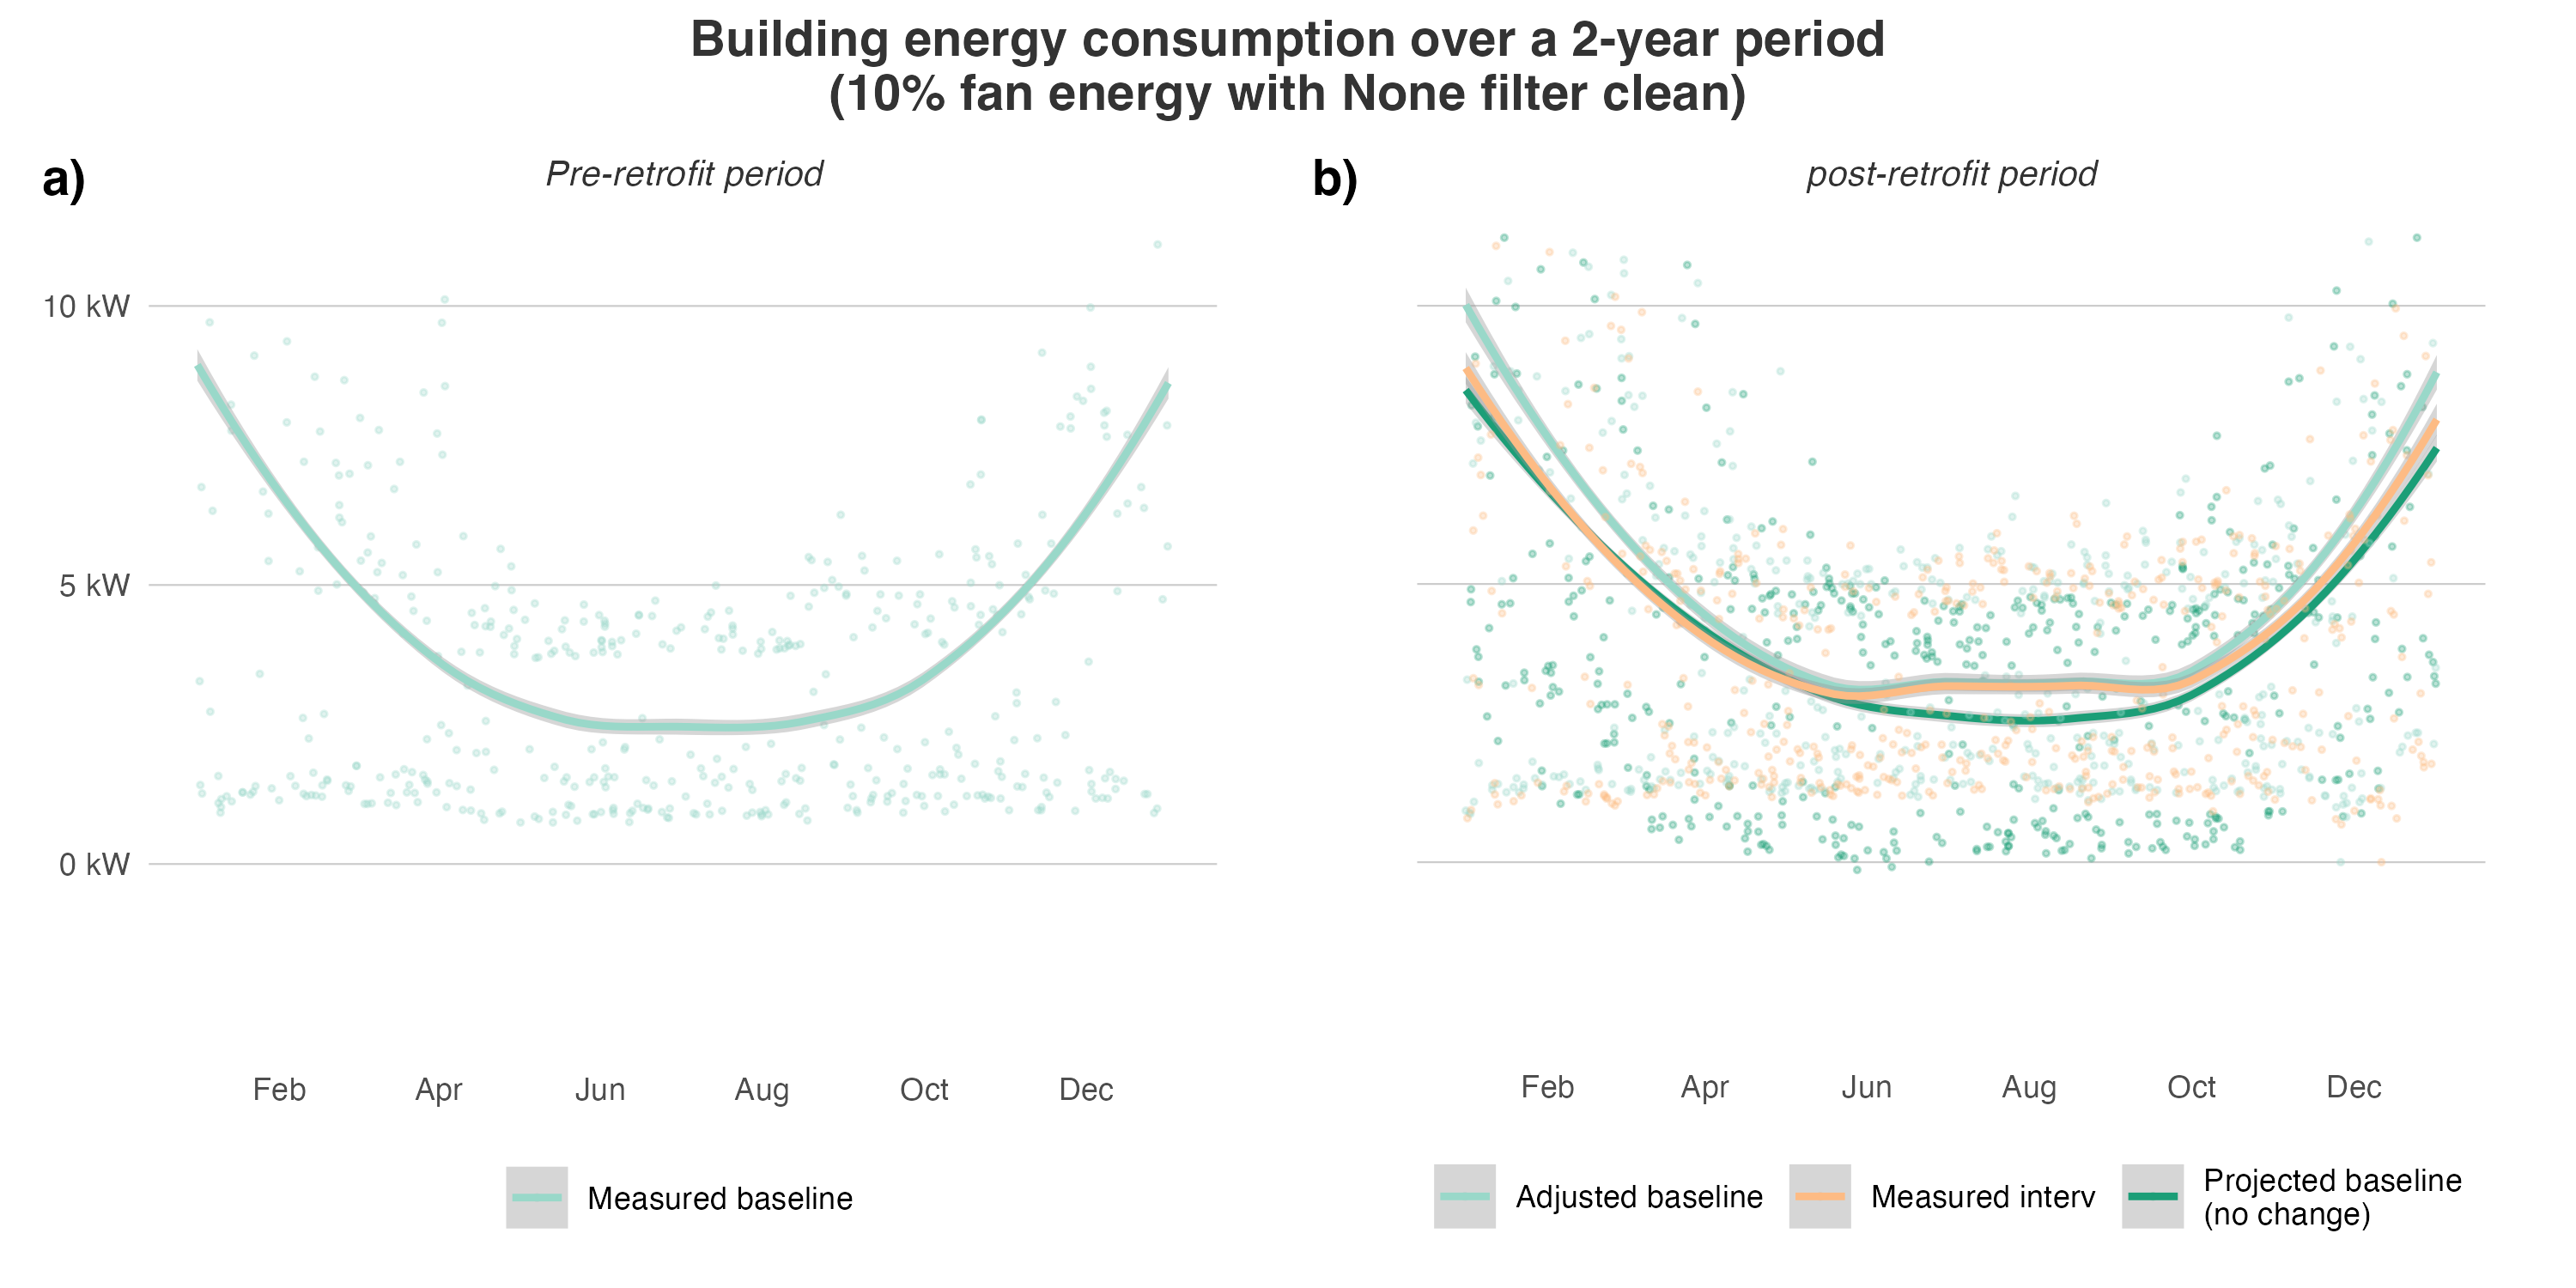 Building energy consumption over a 2-year period
(10% fan energy with None filter clean)
a)
Pre-retrofit period
10 kW
5 kW
0 kW
Feb Apr Jun Aug Oct Dec
Measured baseline
b)
post-retrofit period
Feb Apr Jun Aug Oct Dec
Adjusted baseline
Measured interv
Projected baseline
(no change)